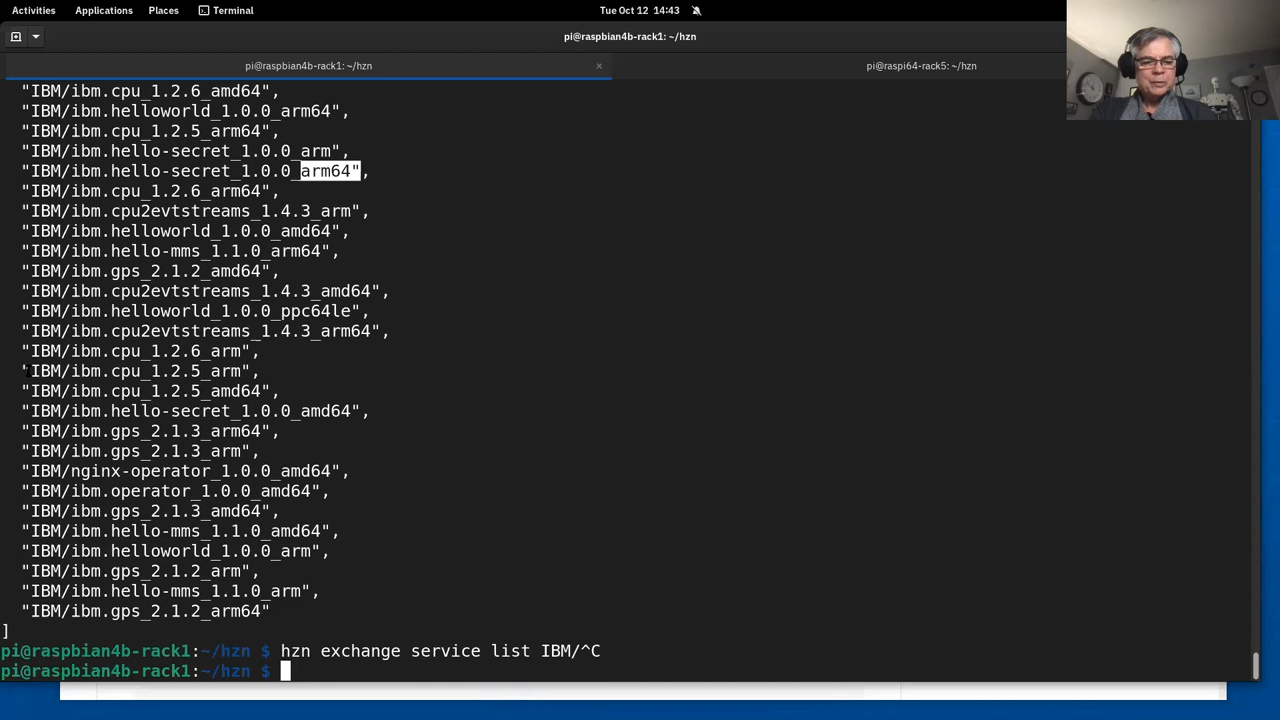 Activities Applications Places Terminal Tue Oct 12 14:43
pi@raspbian4b-rack1: ~/hzn
pi@raspbian4b-rack1: ~/hzn × pi@raspi64-rack5: ~/hzn
"IBM/ibm.cpu_1.2.6_amd64",
"IBM/ibm.helloworld_1.0.0_arm64",
"IBM/ibm.cpu_1.2.5_arm64",
"IBM/ibm.hello-secret_1.0.0_arm",
"IBM/ibm.hello-secret_1.0.0_arm64",
"IBM/ibm.cpu_1.2.6_arm64",
"IBM/ibm.cpu2evtstreams_1.4.3_arm",
"IBM/ibm.helloworld_1.0.0_amd64",
"IBM/ibm.hello-mms_1.1.0_arm64",
"IBM/ibm.gps_2.1.2_amd64",
"IBM/ibm.cpu2evtstreams_1.4.3_amd64",
"IBM/ibm.helloworld_1.0.0_ppc64le",
"IBM/ibm.cpu2evtstreams_1.4.3_arm64",
"IBM/ibm.cpu_1.2.6_arm",
"IBM/ibm.cpu_1.2.5_arm",
"IBM/ibm.cpu_1.2.5_amd64",
"IBM/ibm.hello-secret_1.0.0_amd64",
"IBM/ibm.gps_2.1.3_arm64",
"IBM/ibm.gps_2.1.3_arm",
"IBM/nginx-operator_1.0.0_amd64",
"IBM/ibm.operator_1.0.0_amd64",
"IBM/ibm.gps_2.1.3_amd64",
"IBM/ibm.hello-mms_1.1.0_amd64",
"IBM/ibm.helloworld_1.0.0_arm",
"IBM/ibm.gps_2.1.2_arm",
"IBM/ibm.hello-mms_1.1.0_arm",
"IBM/ibm.gps_2.1.2_arm64"
]
pi@raspbian4b-rack1:~/hzn $ hzn exchange service list IBM/^C
pi@raspbian4b-rack1:~/hzn $